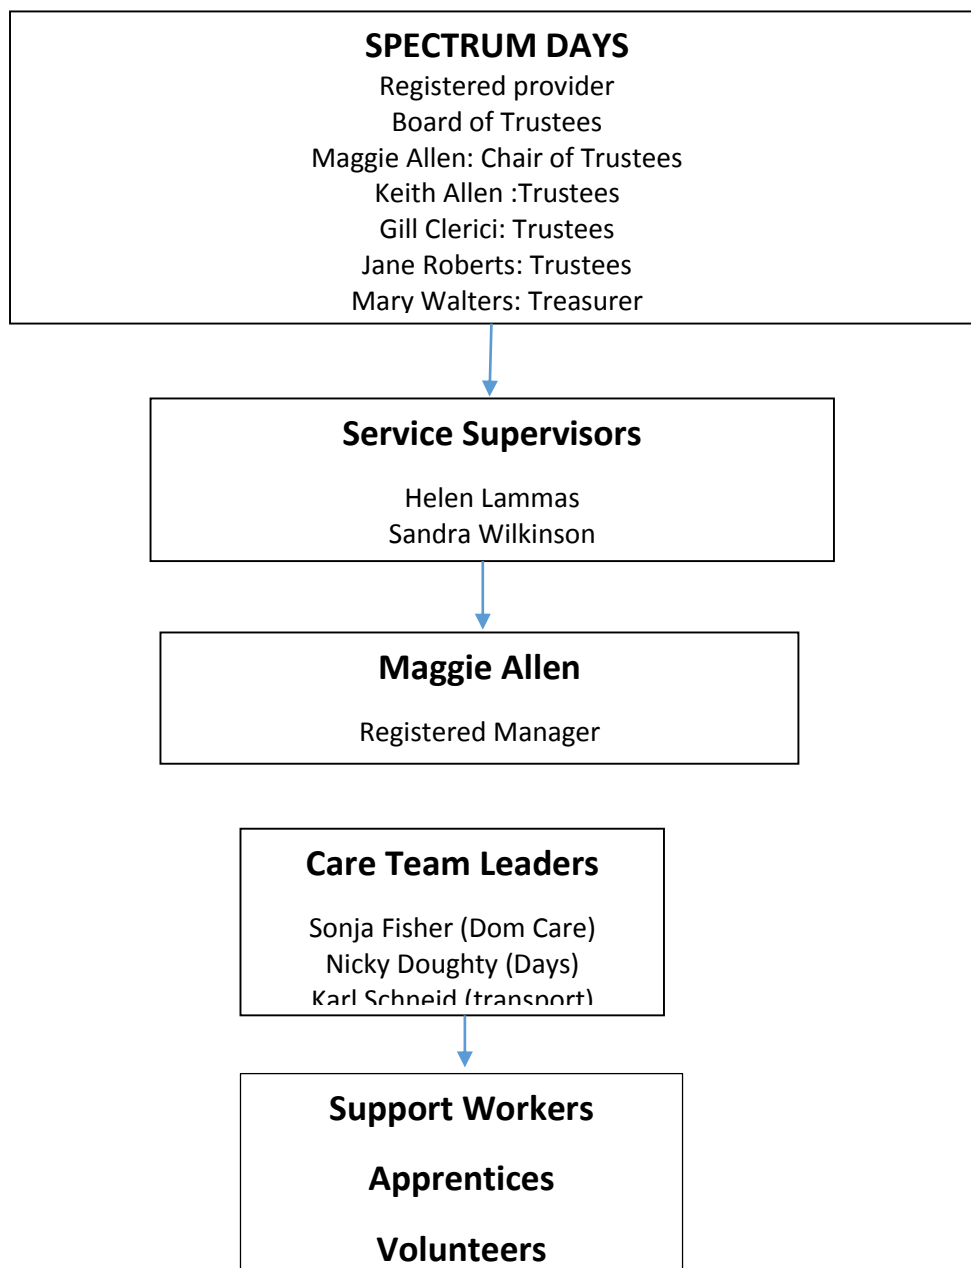 SPECTRUM DAYS
Registered provider
Board of Trustees
Maggie Allen: Chair of Trustees
Keith Allen :Trustees
Gill Clerici: Trustees
Jane Roberts: Trustees
Mary Walters: Treasurer
Service Supervisors
Helen Lammas
Sandra Wilkinson
Maggie Allen
Registered Manager
Care Team Leaders
Sonja Fisher (Dom Care)
Nicky Doughty (Days)
Karl Schneid (transport)
Support Workers
Apprentices
Volunteers